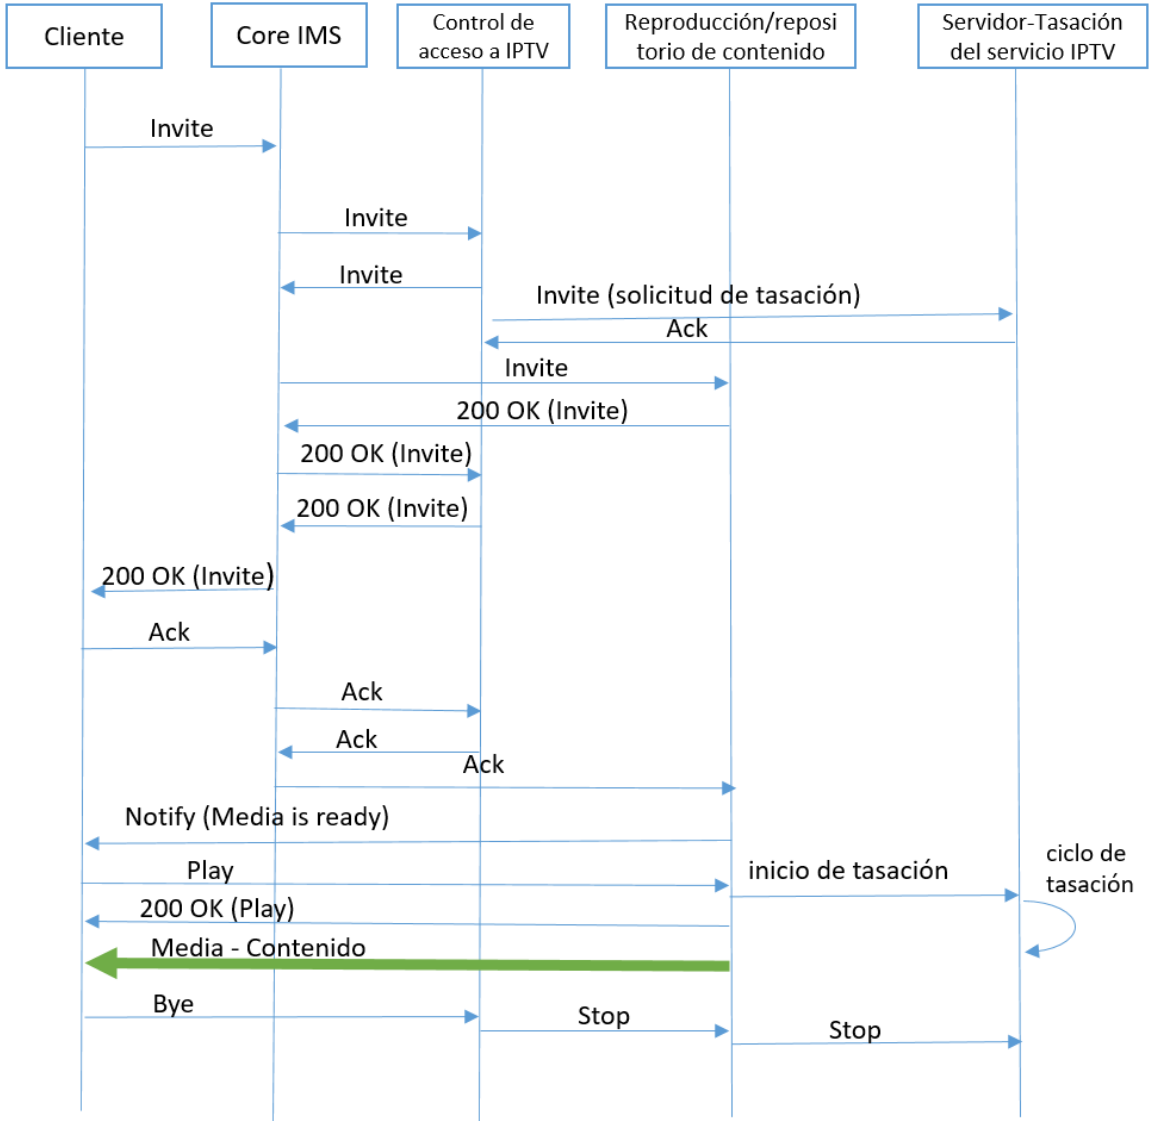 Cliente
Core IMS
Control de
acceso a IPTV
Reproducción/reposi
torio de contenido
Servidor-Tasación
del servicio IPTV
Invite
Invite
Invite
Invite (solicitud de tasación)
Ack
Invite
200 OK (Invite)
200 OK (Invite)
200 OK (Invite)
200 OK (Invite)
Ack
Ack
Ack
Ack
Notify (Media is ready)
Play
inicio de tasación
ciclo de
tasación
200 OK (Play)
Media - Contenido
Bye
Stop
Stop